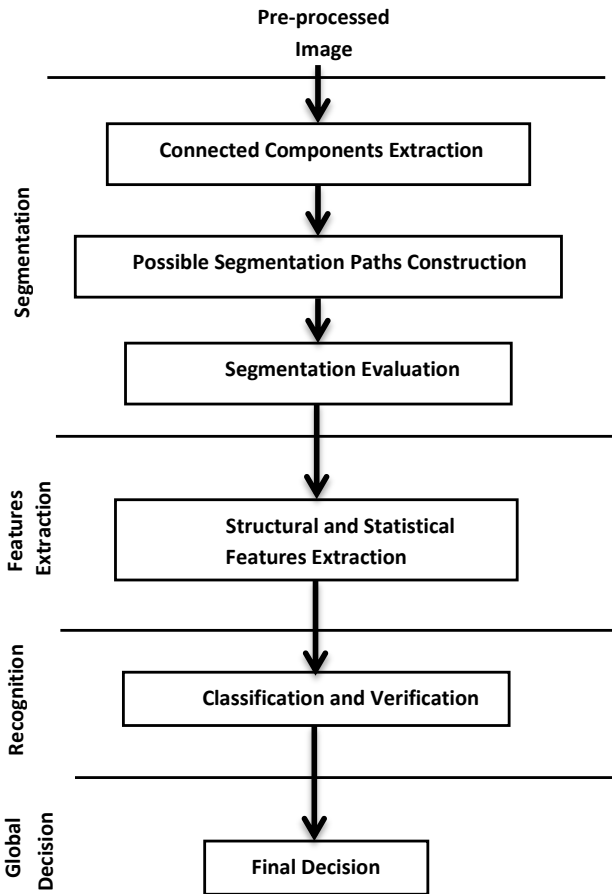 Pre-processed
Image
Segmentation
Connected Components Extraction
Possible Segmentation Paths Construction
Segmentation Evaluation
Features
Extraction
Structural and Statistical
Features Extraction
Recognition
Classification and Verification
Global
Decision
Final Decision